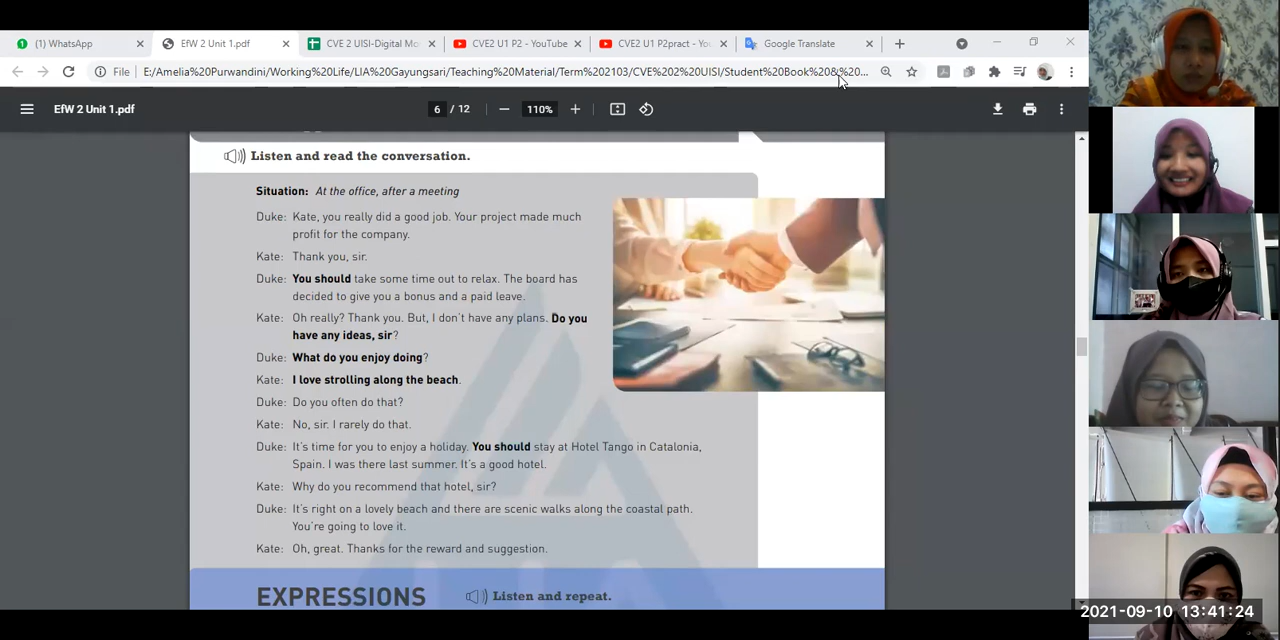 (1) WhatsApp
EfW 2 Unit 1.pdf
CVE 2 UISI-Digital Mo
CVE2 U1 P2 - YouTube
CVE2 U1 P2pract - Yo
Google Translate
File
E:/Amelia%20Purwandini/Working%20Life/LIA%20Gayungsari/Teaching%20Material/Term%202103/CVE%202%20UISI/Student%20Book%20&%20...
EfW 2 Unit 1.pdf
6 / 12
110%
Listen and read the conversation.
Situation: At the office, after a meeting
Duke: Kate, you really did a good job. Your project made much
profit for the company.
Kate: Thank you, sir.
Duke: You should take some time out to relax. The board has
decided to give you a bonus and a paid leave.
Kate: Oh really? Thank you. But, I don't have any plans. Do you
have any ideas, sir?
Duke: What do you enjoy doing?
Kate: I love strolling along the beach.
Duke: Do you often do that?
Kate: No, sir. I rarely do that.
Duke: It's time for you to enjoy a holiday. You should stay at Hotel Tango in Catalonia,
Spain. I was there last summer. It's a good hotel.
Kate: Why do you recommend that hotel, sir?
Duke: It's right on a lovely beach and there are scenic walks along the coastal path.
You're going to love it.
Kate: Oh, great. Thanks for the reward and suggestion.
EXPRESSIONS
Listen and repeat.
2021-09-10 13:41:24